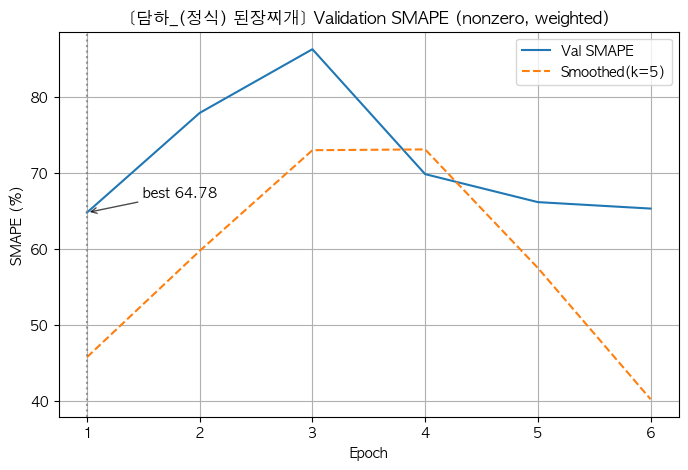 [담하_(정식) 된장찌개] Validation SMAPE (nonzero, weighted)
Val SMAPE
Smoothed(k=5)
best 64.78
SMAPE (%)
80
70
60
50
40
1 2 3 4 5 6
Epoch